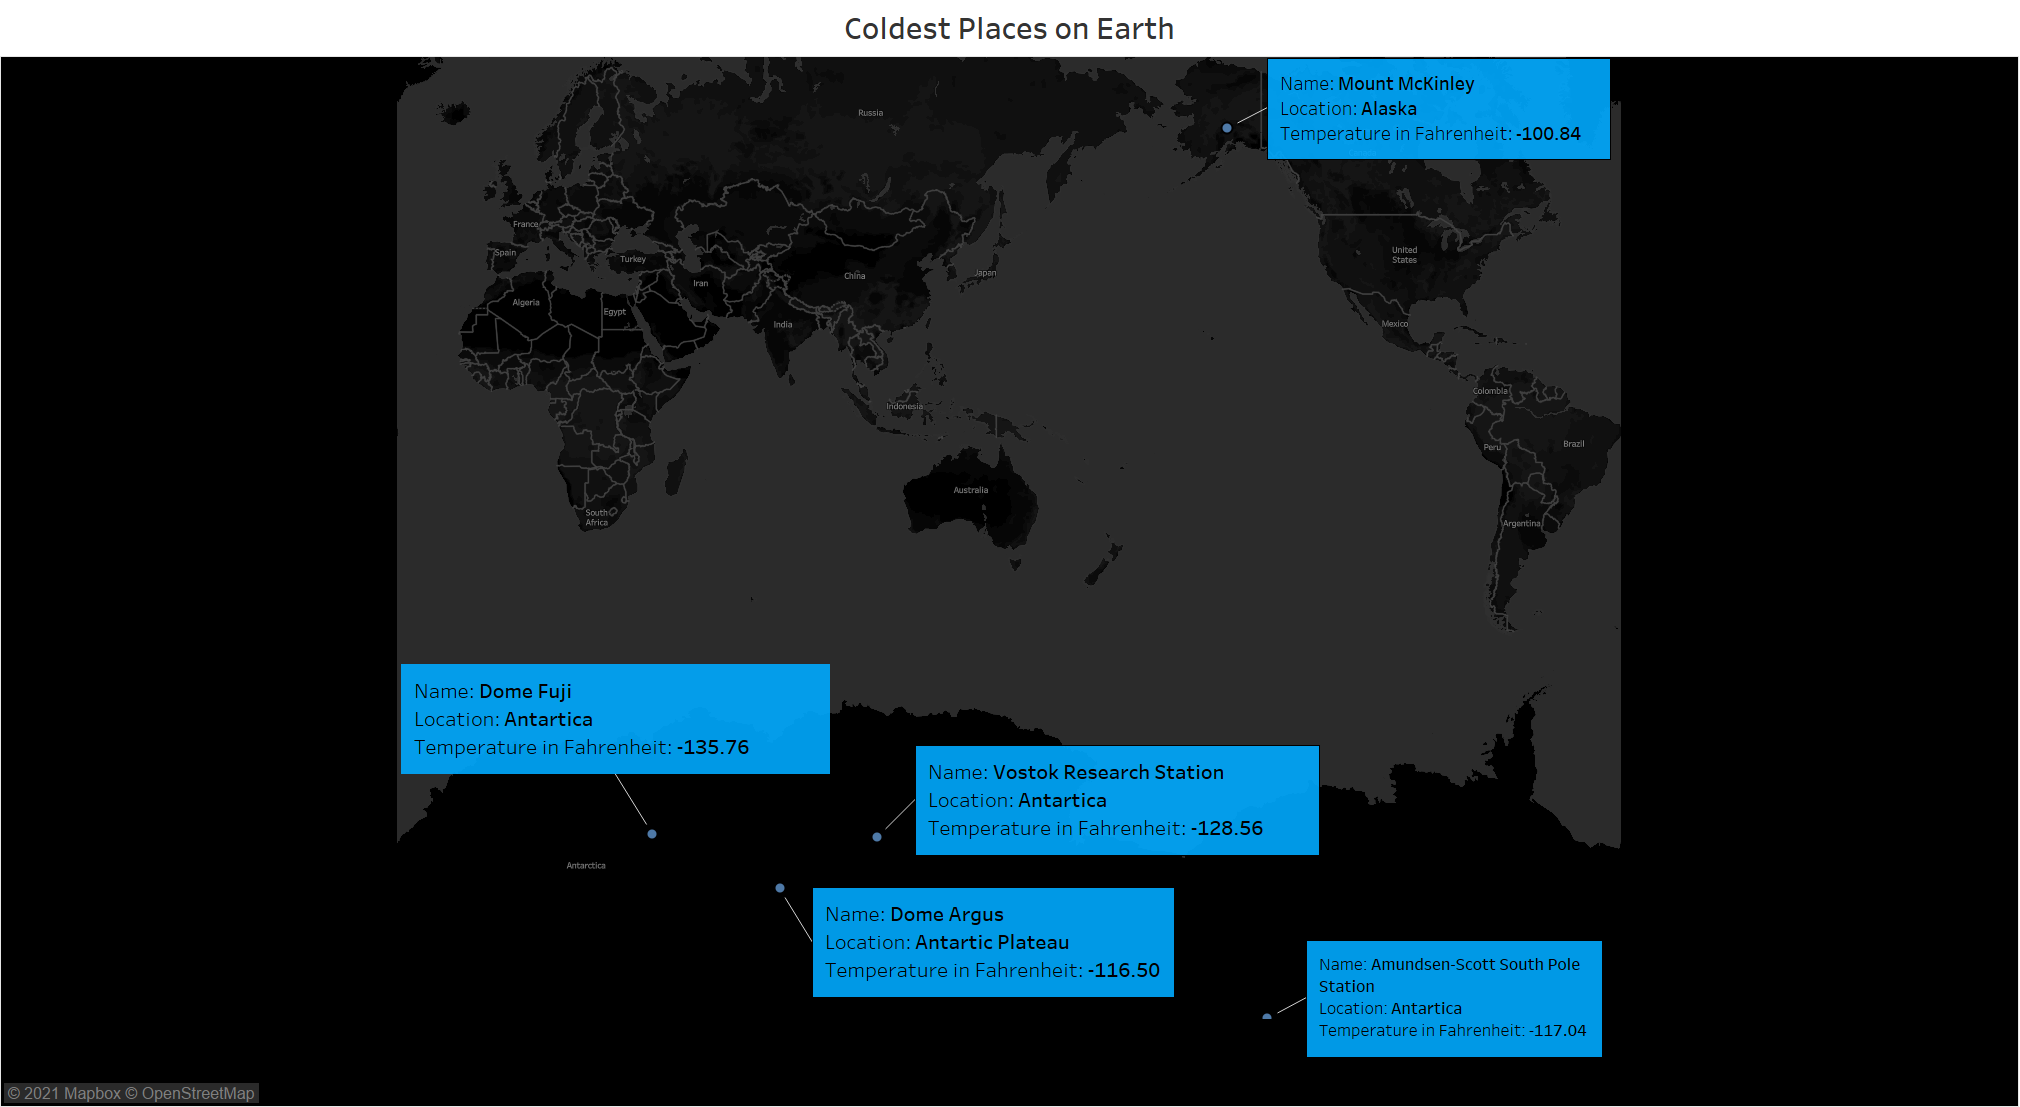 Coldest Places on Earth
Name: Mount McKinley
Location: Alaska
Temperature in Fahrenheit: -100.84
Russia
France
Spain
Turkey
Iran
China
Japan
Algeria
Egypt
India
United
States
Mexico
Indonesia
Colombia
Peru
Brazil
Australia
South
Africa
Argentina
Name: Dome Fuji
Location: Antartica
Temperature in Fahrenheit: -135.76
Name: Vostok Research Station
Location: Antartica
Temperature in Fahrenheit: -128.56
Antarctica
Name: Dome Argus
Location: Antartic Plateau
Temperature in Fahrenheit: -116.50
Name: Amundsen-Scott South Pole
Station
Location: Antartica
Temperature in Fahrenheit: -117.04
© 2021 Mapbox © OpenStreetMap